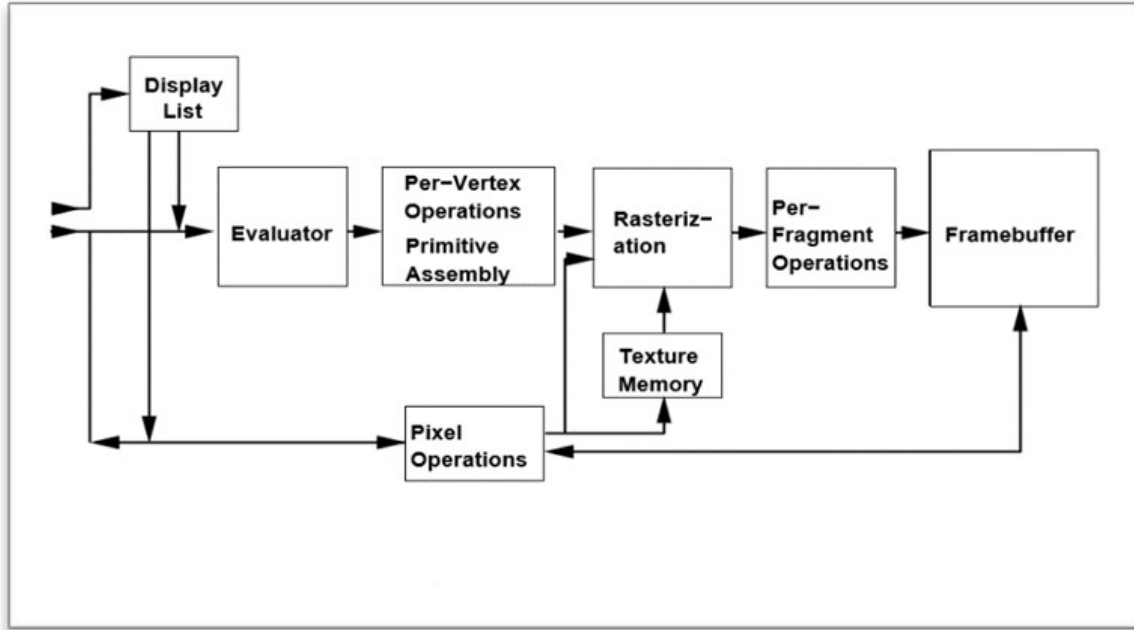 Display
List
Evaluator
Per−Vertex
Operations
Primitive
Assembly
Rasteriz−
ation
Per−
Fragment
Operations
Framebuffer
Texture
Memory
Pixel
Operations